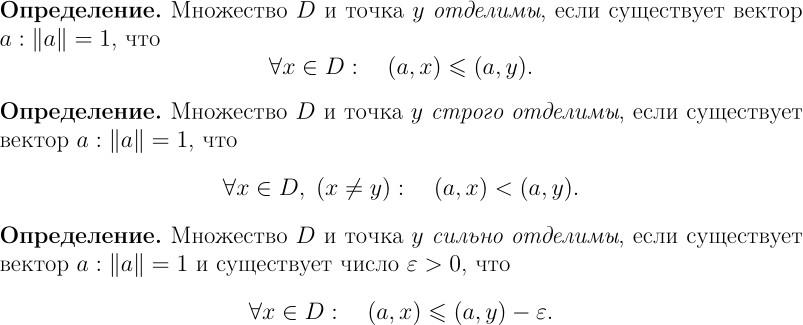 Определение. Множество D и точка y отделимы, если существует вектор
a : ‖a‖ = 1, что
∀x ∈ D : (a, x) ⩽ (a, y).
Определение. Множество D и точка y строго отделимы, если существует
вектор a : ‖a‖ = 1, что
∀x ∈ D, (x ≠ y) : (a, x) < (a, y).
Определение. Множество D и точка y сильно отделимы, если существует
вектор a : ‖a‖ = 1 и существует число ε > 0, что
∀x ∈ D : (a, x) ⩽ (a, y) − ε.